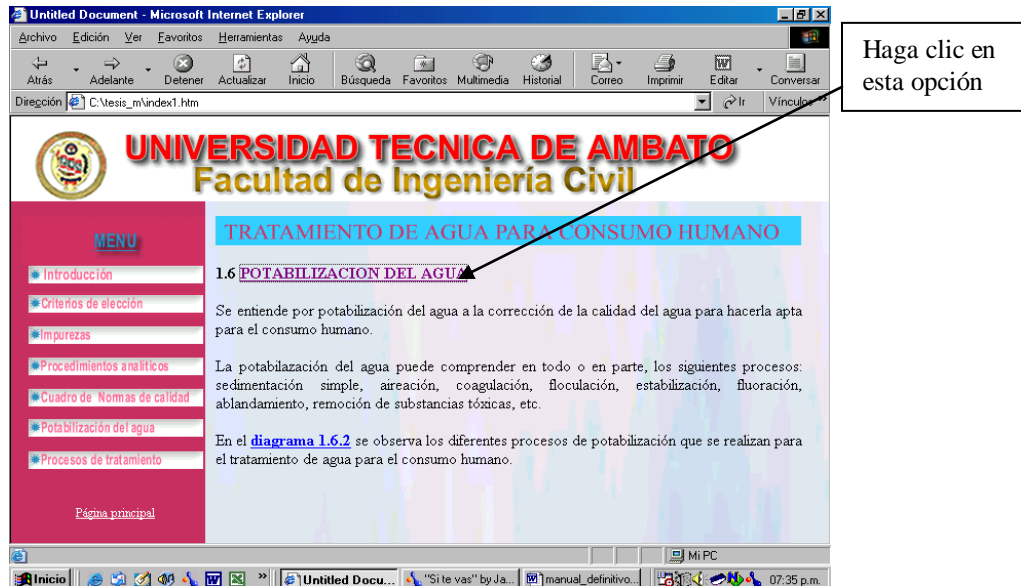 Untitled Document - Microsoft Internet Explorer
Archivo Edición Ver Favoritos Herramientas Ayuda
Atrás Adelante Detener Actualizar Inicio Búsqueda Favoritos Multimedia Historial Correo Imprimir Editar Conversar
Dirección C:\tesis_m\index1.htm Ir Vínculos »
Haga clic en
esta opción
UNIVERSIDAD TECNICA DE AMBATO
Facultad de Ingeniería Civil
MENU
Introducción
Criterios de elección
Impurezas
Procedimientos analíticos
Cuadro de Normas de calidad
Potabilización del agua
Procesos de tratamiento
Página principal
TRATAMIENTO DE AGUA PARA CONSUMO HUMANO
1.6 POTABILIZACION DEL AGUA
Se entiende por potabilización del agua a la corrección de la calidad del agua para hacerla apta
para el consumo humano.
La potabilazación del agua puede comprender en todo o en parte, los siguientes procesos:
sedimentación simple, aireación, coagulación, floculación, estabilización, fluoración,
ablandamiento, remoción de substancias tóxicas, etc.
En el diagrama 1.6.2 se observa los diferentes procesos de potabilización que se realizan para
el tratamiento de agua para el consumo humano.
Mi PC
Inicio » Untitled Docu... "Si te vas" by Ja... manual_definitivo... 07:35 p.m.